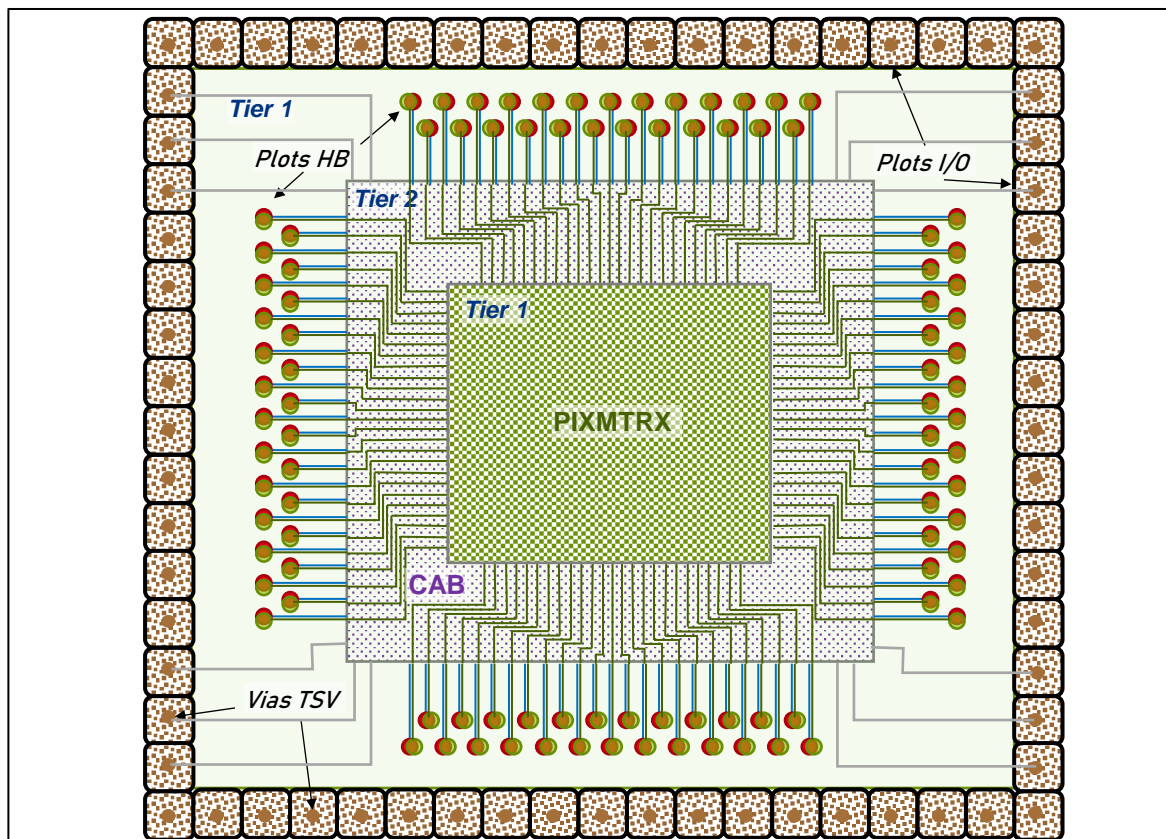 Tier 1
Plots HB
Plots I/O
Tier 2
Tier 1
PIXMTRX
CAB
Vias TSV